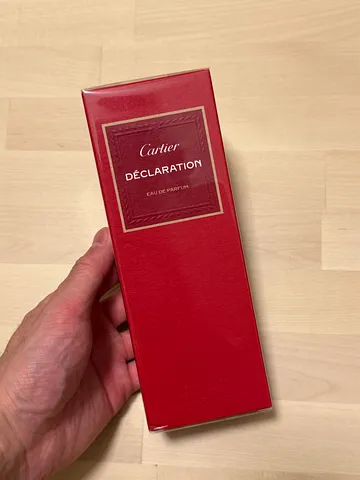 Cartier
DÉCLARATION
EAU DE PARFUM